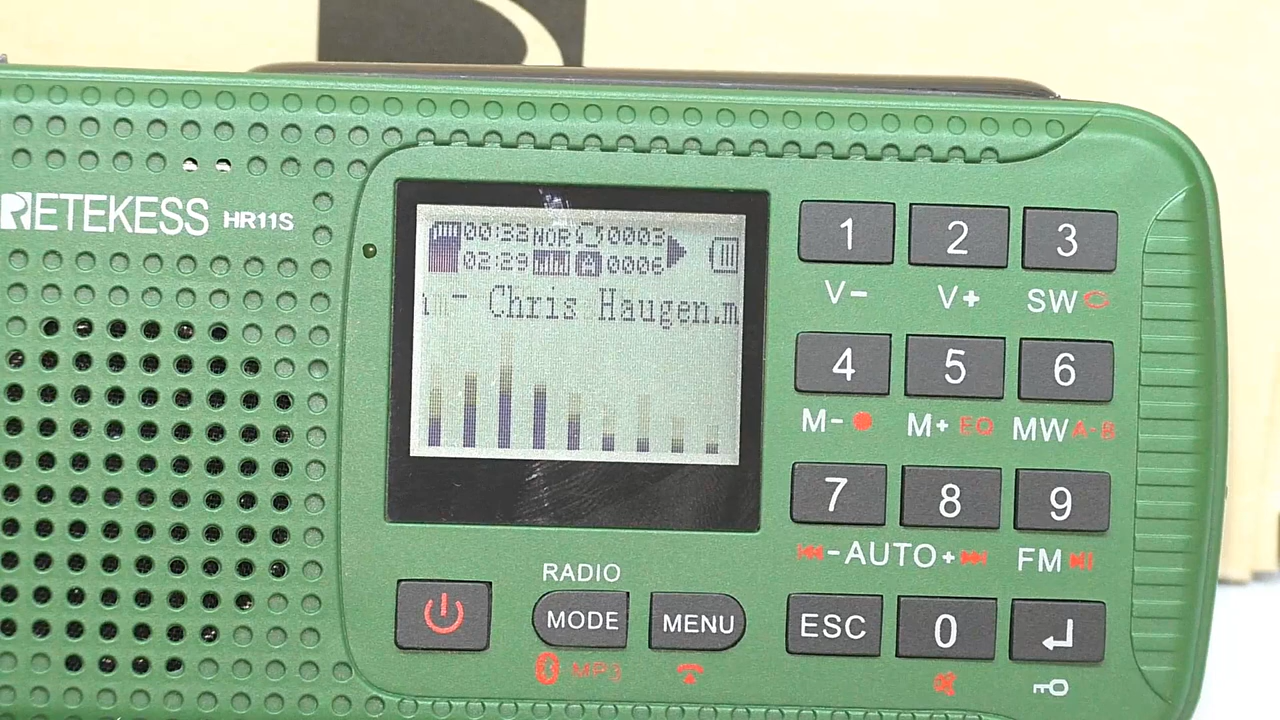 RETEKESS HR11S
00:33 NOR 0003
02:29 A 0006
- Chris Haugen.m
1 2 3
V- V+ SW
4 5 6
M- M+ EQ MW A-B
7 8 9
-AUTO+ FM
RADIO
MODE MENU ESC 0
MP3